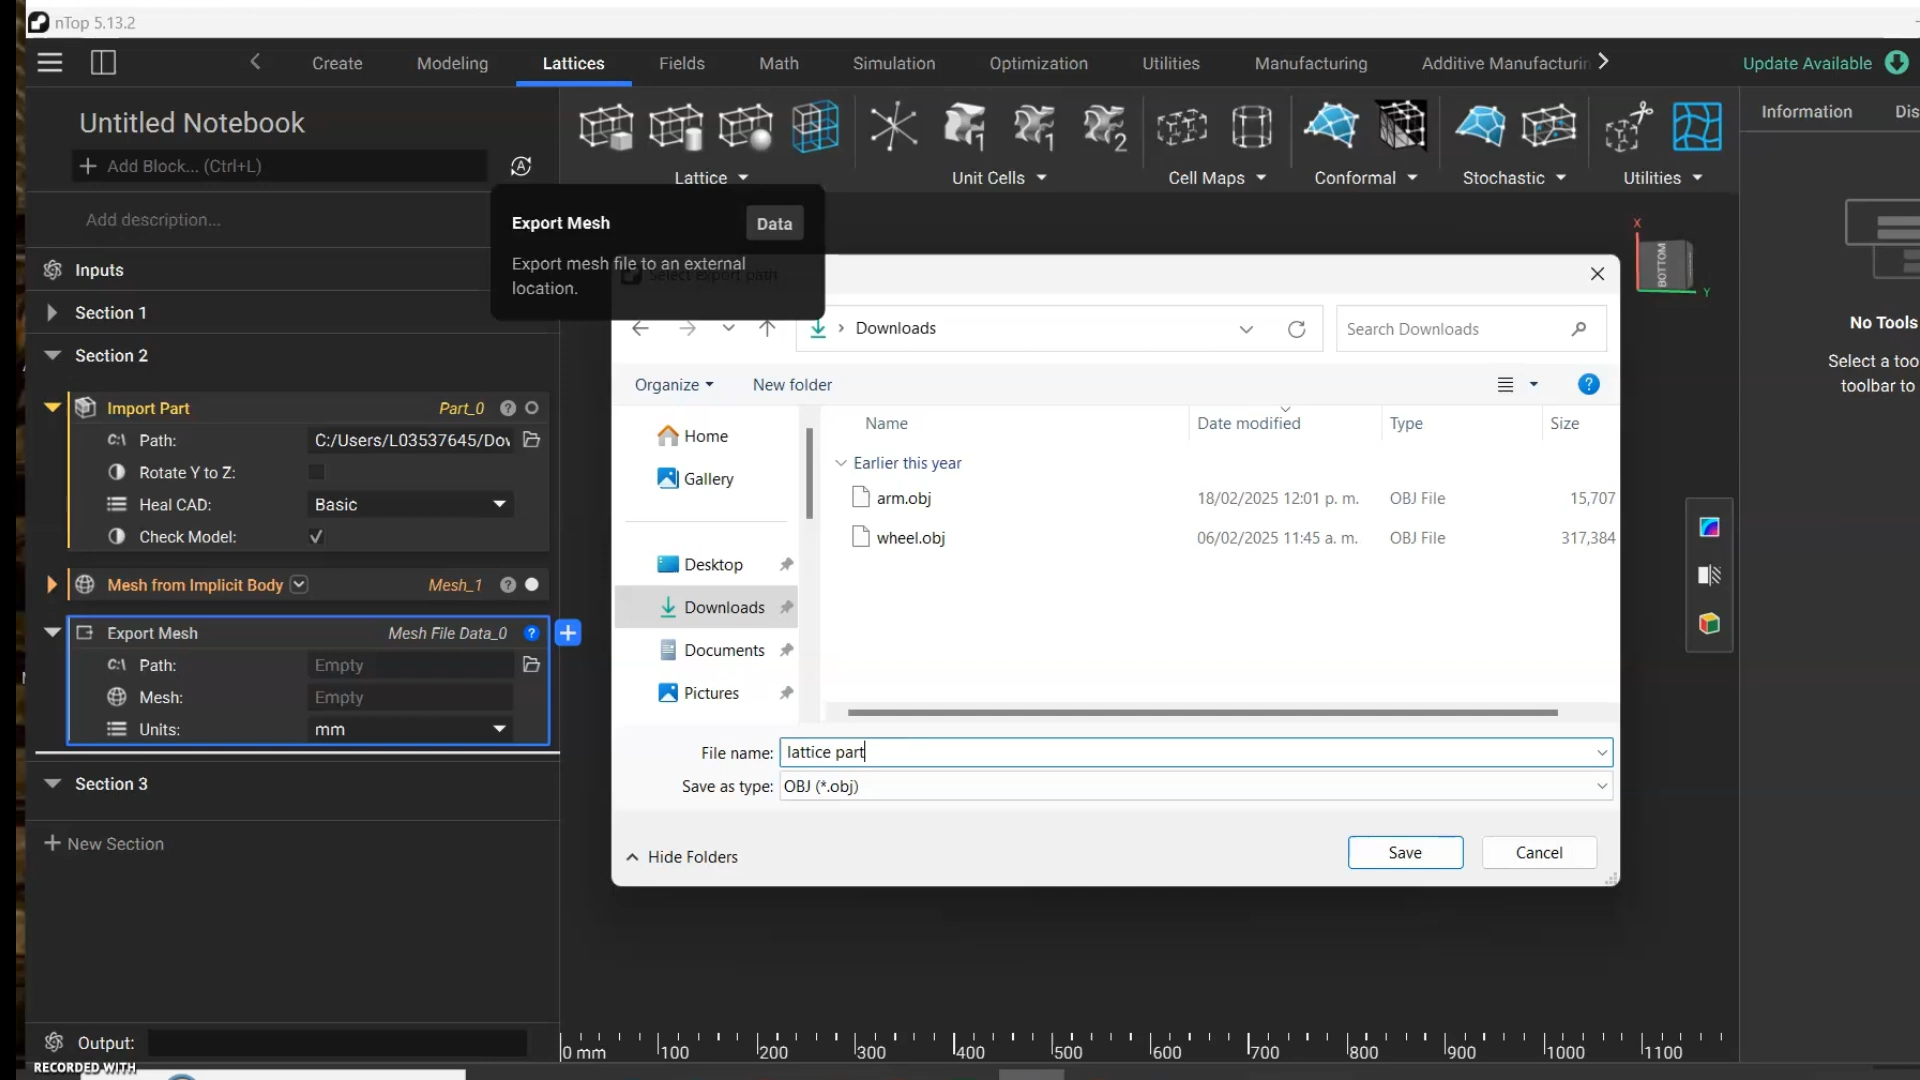 nTop 5.13.2
Create
Modeling
Lattices
Fields
Math
Simulation
Optimization
Utilities
Manufacturing
Additive Manufacturin
Update Available
Untitled Notebook
Add Block... (Ctrl+L)
Lattice
Unit Cells
Cell Maps
Conformal
Stochastic
Utilities
Information
Dis
Add description...
Export Mesh
Data
Export mesh file to an external
location.
Select export path
Inputs
Section 1
Section 2
Import Part
Part_0
C:\ Path:
C:/Users/L03537645/Dov
Rotate Y to Z:
Heal CAD:
Basic
Check Model:
Mesh from Implicit Body
Mesh_1
Export Mesh
Mesh File Data_0
C:\ Path:
Empty
Mesh:
Empty
Units:
mm
Section 3
New Section
Output:
RECORDED WITH
Downloads
Search Downloads
Organize
New folder
Home
Gallery
Desktop
Downloads
Documents
Pictures
Name
Date modified
Type
Size
Earlier this year
arm.obj
18/02/2025 12:01 p. m.
OBJ File
15,707
wheel.obj
06/02/2025 11:45 a. m.
OBJ File
317,384
File name:
lattice part
Save as type:
OBJ (*.obj)
Hide Folders
Save
Cancel
X
BOTTOM
Y
No Tools
Select a too
toolbar to
0 mm
100
200
300
400
500
600
700
800
900
1000
1100